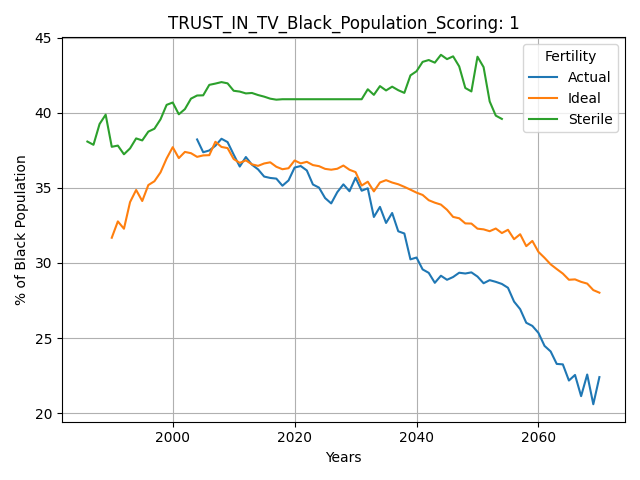 TRUST_IN_TV_Black_Population_Scoring: 1
Fertility
Actual
Ideal
Sterile
% of Black Population
45
40
35
30
25
20
2000 2020 2040 2060
Years